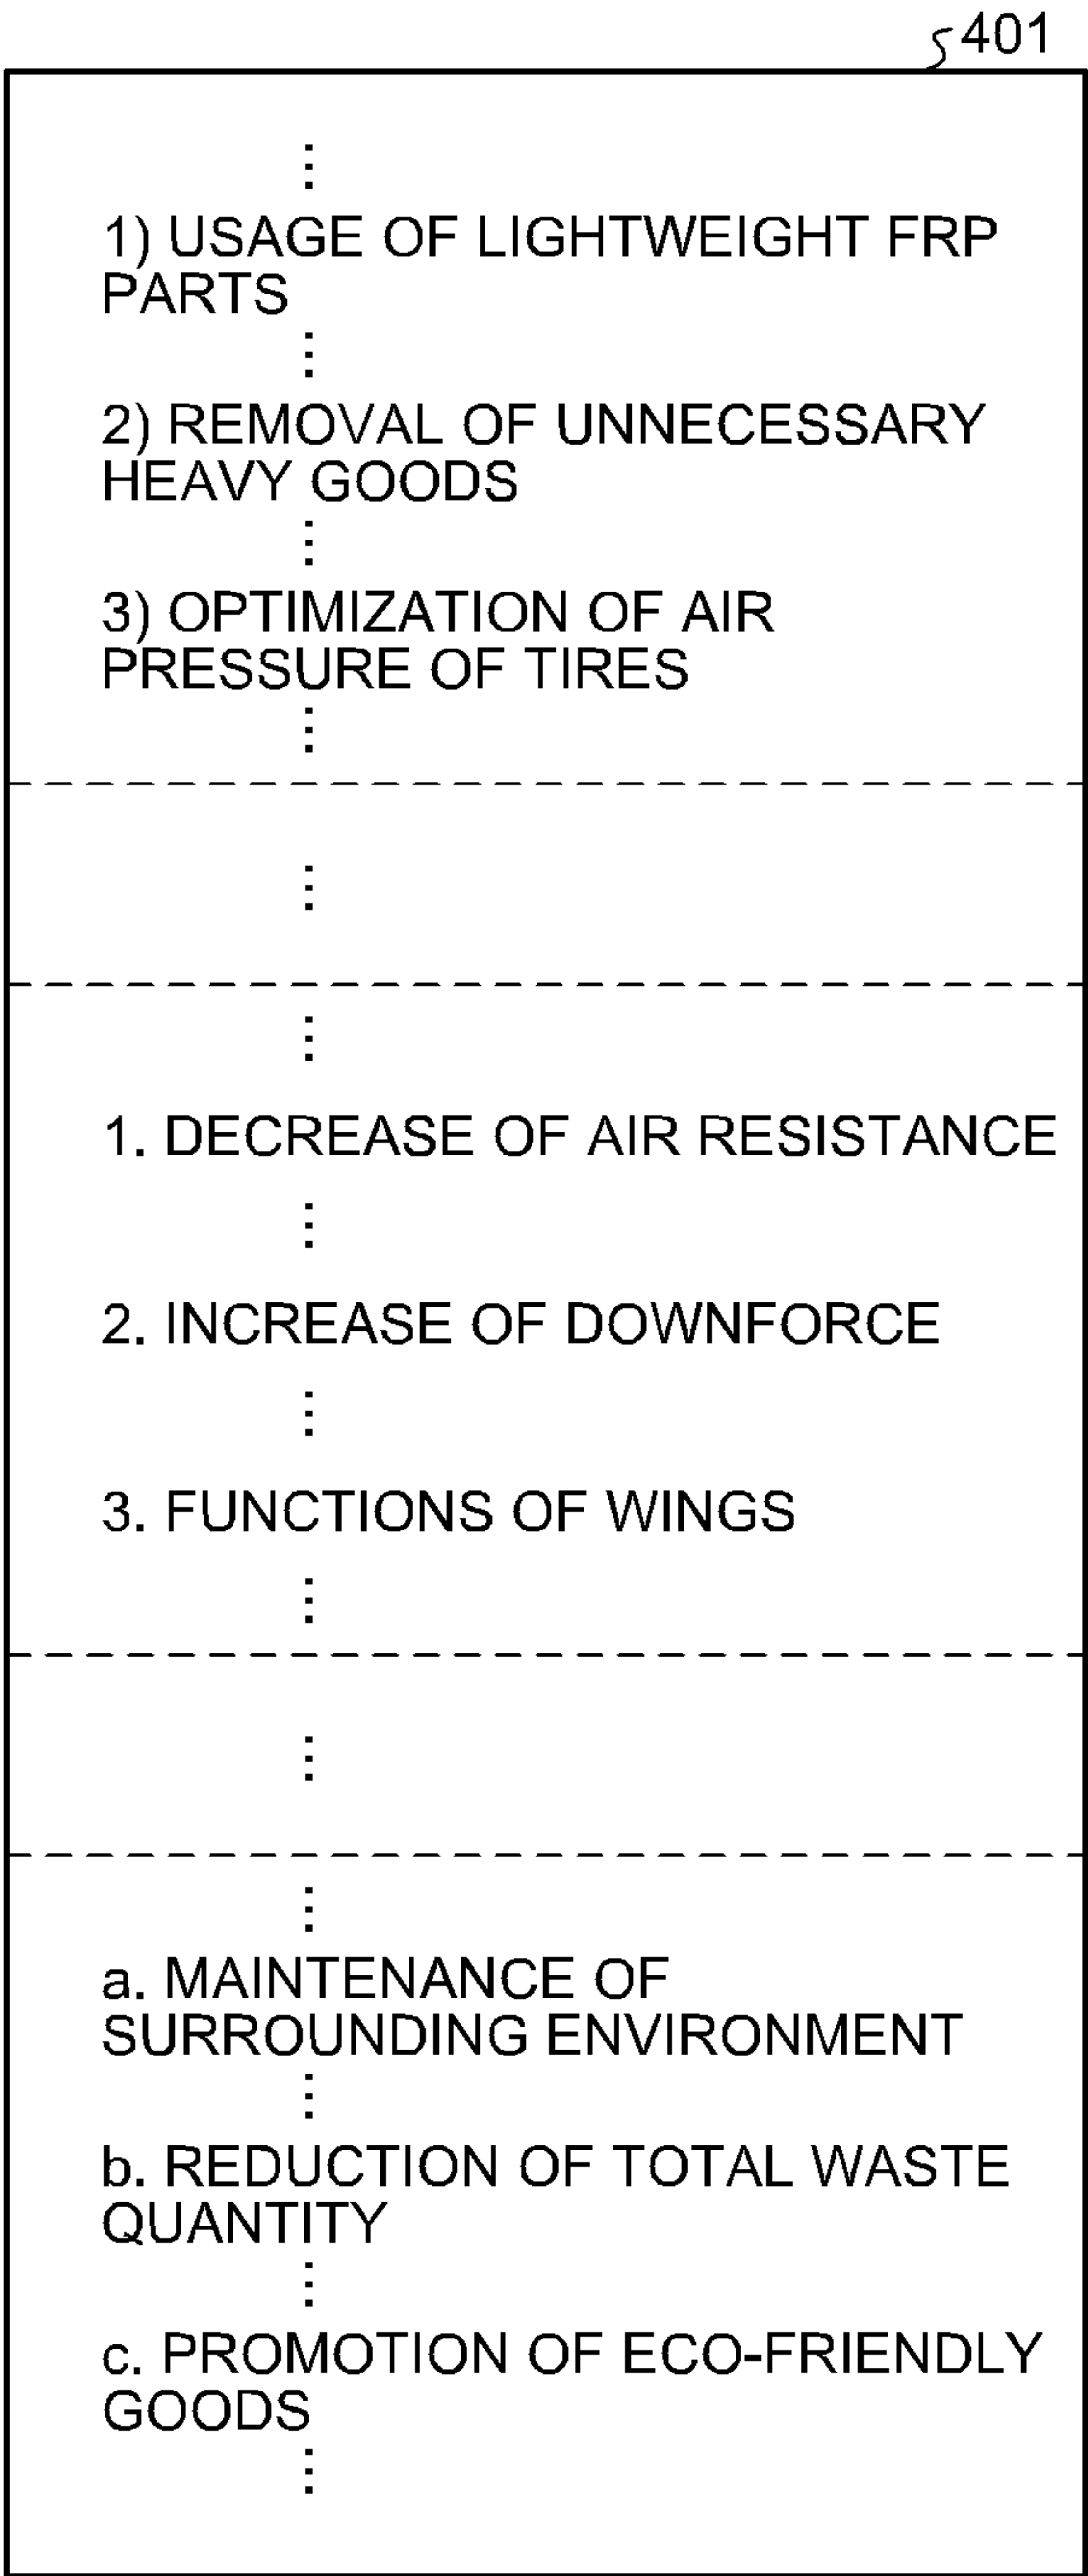 401
1) USAGE OF LIGHTWEIGHT FRP
PARTS
2) REMOVAL OF UNNECESSARY
HEAVY GOODS
3) OPTIMIZATION OF AIR
PRESSURE OF TIRES
1. DECREASE OF AIR RESISTANCE
2. INCREASE OF DOWNFORCE
3. FUNCTIONS OF WINGS
a. MAINTENANCE OF
SURROUNDING ENVIRONMENT
b. REDUCTION OF TOTAL WASTE
QUANTITY
c. PROMOTION OF ECO-FRIENDLY
GOODS